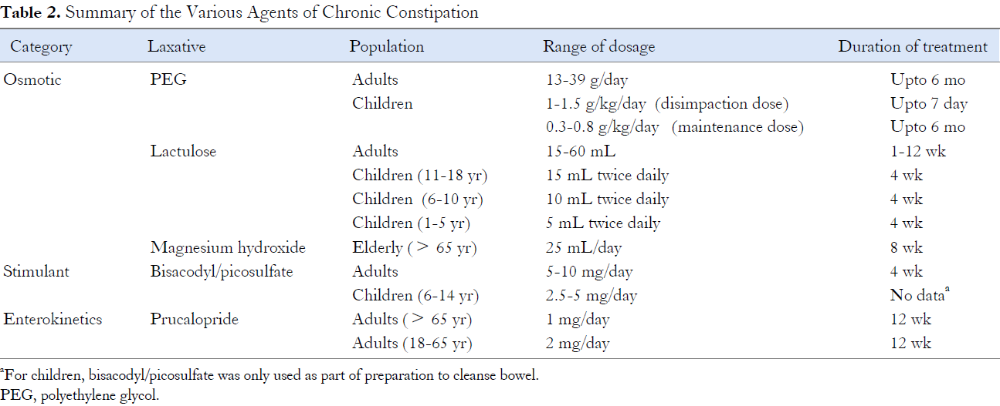 Table 2. Summary of the Various Agents of Chronic Constipation
Category Laxative Population Range of dosage Duration of treatment
Osmotic PEG Adults 13-39 g/day Upto 6 mo
Children 1-1.5 g/kg/day (disimpaction dose) Upto 7 day
0.3-0.8 g/kg/day (maintenance dose) Upto 6 mo
Lactulose Adults 15-60 mL 1-12 wk
Children (11-18 yr) 15 mL twice daily 4 wk
Children (6-10 yr) 10 mL twice daily 4 wk
Children (1-5 yr) 5 mL twice daily 4 wk
Magnesium hydroxide Elderly (> 65 yr) 25 mL/day 8 wk
Stimulant Bisacodyl/picosulfate Adults 5-10 mg/day 4 wk
Children (6-14 yr) 2.5-5 mg/day No dataᵃ
Enterokinetics Prucalopride Adults (> 65 yr) 1 mg/day 12 wk
Adults (18-65 yr) 2 mg/day 12 wk
ᵃFor children, bisacodyl/picosulfate was only used as part of preparation to cleanse bowel.
PEG, polyethylene glycol.